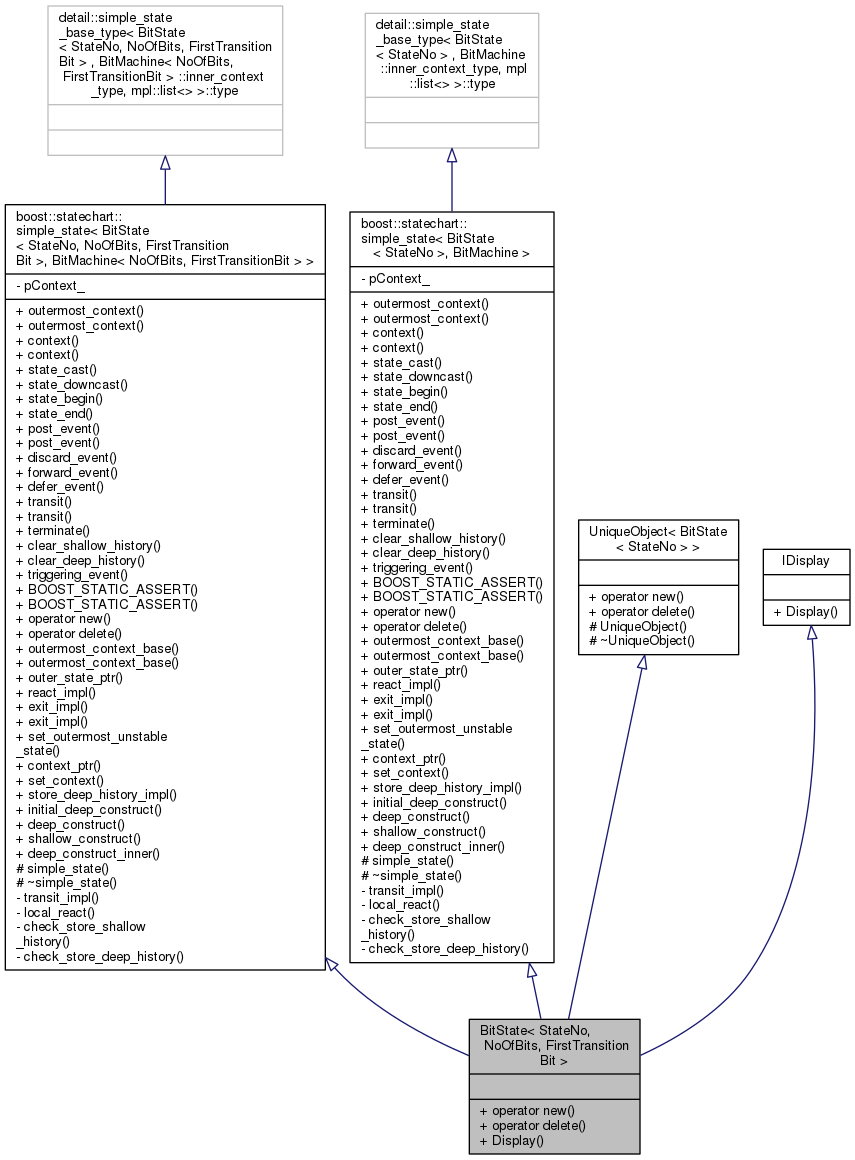 detail::simple_state
_base_type< BitState
< StateNo, NoOfBits, FirstTransition
Bit > , BitMachine< NoOfBits,
FirstTransitionBit > ::inner_context
_type, mpl::list<> >::type
detail::simple_state
_base_type< BitState
< StateNo > , BitMachine
::inner_context_type, mpl
::list<> >::type
boost::statechart::
simple_state< BitState
< StateNo, NoOfBits, FirstTransition
Bit >, BitMachine< NoOfBits, FirstTransitionBit > >
- pContext_
+ outermost_context()
+ outermost_context()
+ context()
+ context()
+ state_cast()
+ state_downcast()
+ state_begin()
+ state_end()
+ post_event()
+ post_event()
+ discard_event()
+ forward_event()
+ defer_event()
+ transit()
+ transit()
+ terminate()
+ clear_shallow_history()
+ clear_deep_history()
+ triggering_event()
+ BOOST_STATIC_ASSERT()
+ BOOST_STATIC_ASSERT()
+ operator new()
+ operator delete()
+ outermost_context_base()
+ outermost_context_base()
+ outer_state_ptr()
+ react_impl()
+ exit_impl()
+ exit_impl()
+ set_outermost_unstable
_state()
+ context_ptr()
+ set_context()
+ store_deep_history_impl()
+ initial_deep_construct()
+ deep_construct()
+ shallow_construct()
+ deep_construct_inner()
# simple_state()
# ~simple_state()
- transit_impl()
- local_react()
- check_store_shallow
_history()
- check_store_deep_history()
boost::statechart::
simple_state< BitState
< StateNo >, BitMachine >
- pContext_
+ outermost_context()
+ outermost_context()
+ context()
+ context()
+ state_cast()
+ state_downcast()
+ state_begin()
+ state_end()
+ post_event()
+ post_event()
+ discard_event()
+ forward_event()
+ defer_event()
+ transit()
+ transit()
+ terminate()
+ clear_shallow_history()
+ clear_deep_history()
+ triggering_event()
+ BOOST_STATIC_ASSERT()
+ BOOST_STATIC_ASSERT()
+ operator new()
+ operator delete()
+ outermost_context_base()
+ outermost_context_base()
+ outer_state_ptr()
+ react_impl()
+ exit_impl()
+ exit_impl()
+ set_outermost_unstable
_state()
+ context_ptr()
+ set_context()
+ store_deep_history_impl()
+ initial_deep_construct()
+ deep_construct()
+ shallow_construct()
+ deep_construct_inner()
# simple_state()
# ~simple_state()
- transit_impl()
- local_react()
- check_store_shallow
_history()
- check_store_deep_history()
UniqueObject< BitState
< StateNo > >
+ operator new()
+ operator delete()
# UniqueObject()
# ~UniqueObject()
IDisplay
+ Display()
BitState< StateNo,
NoOfBits, FirstTransition
Bit >
+ operator new()
+ operator delete()
+ Display()